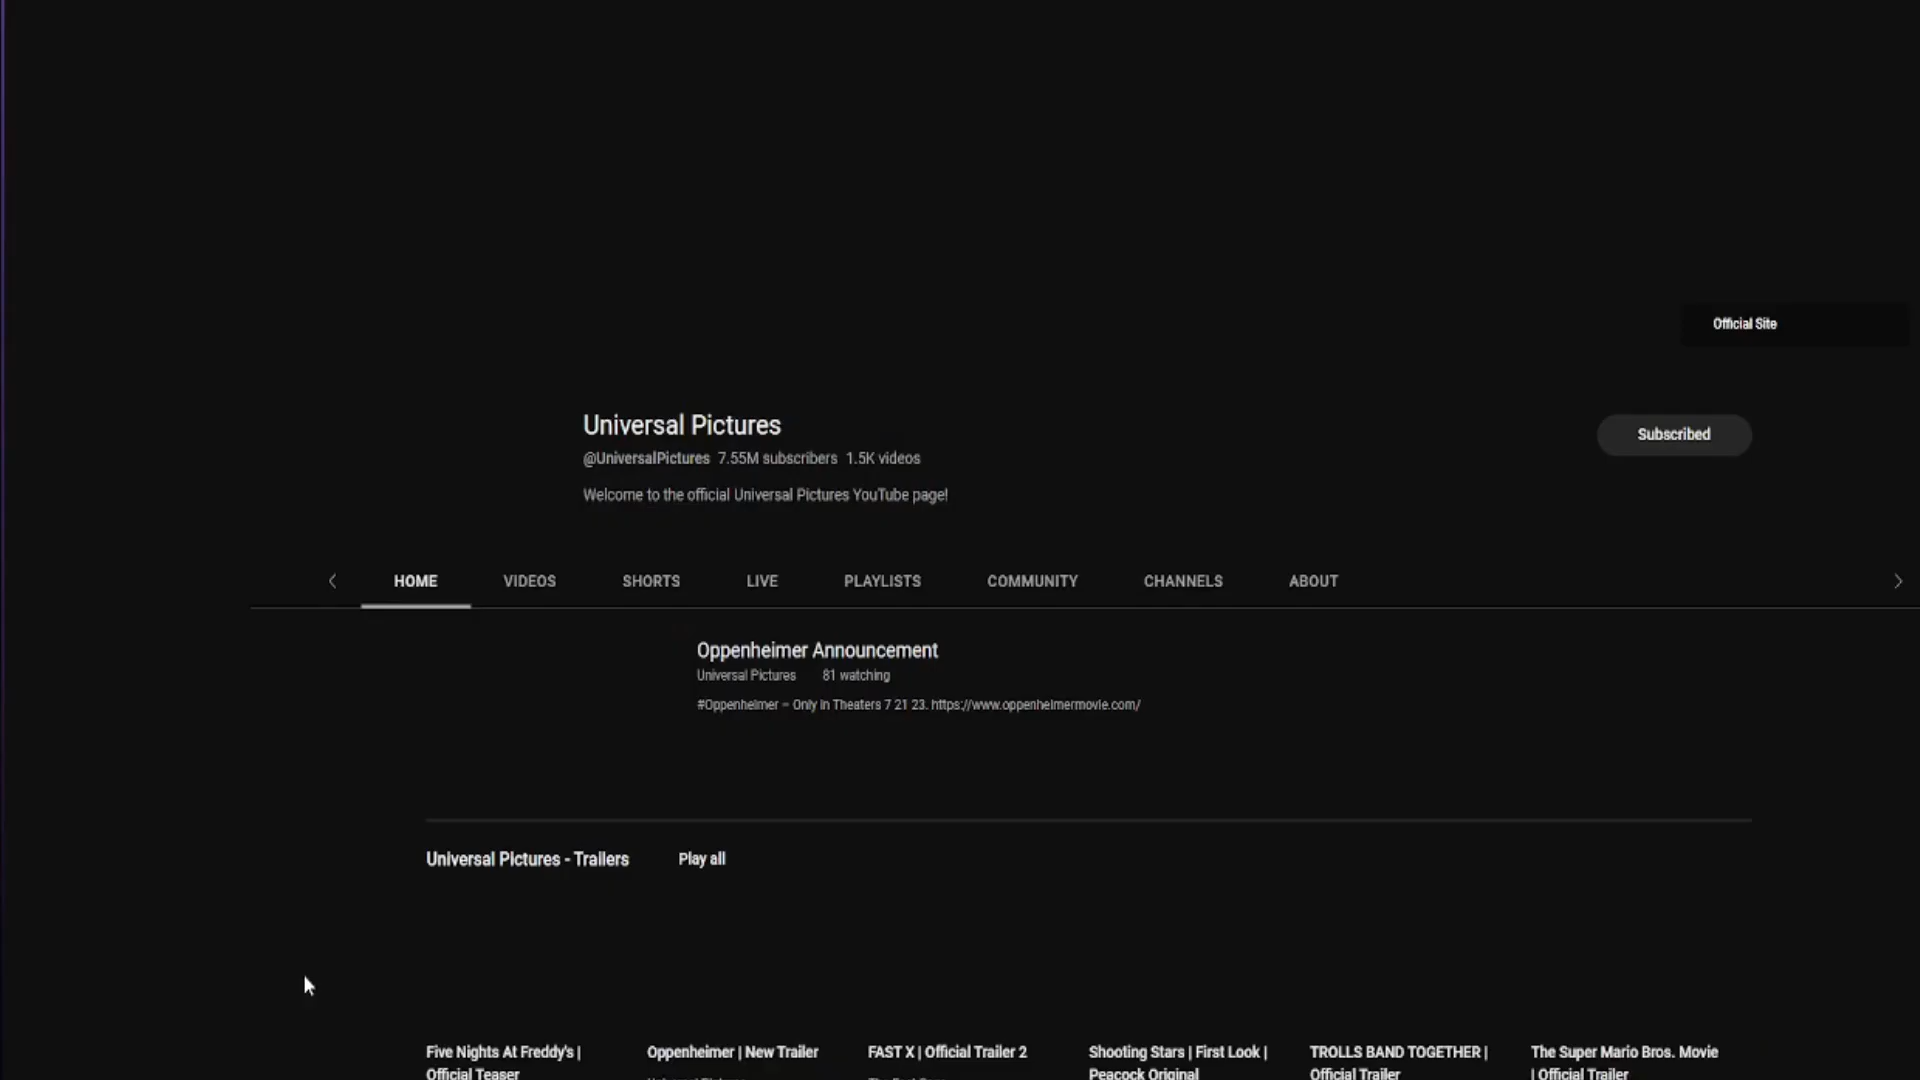 Official Site
Universal Pictures
@UniversalPictures 7.55M subscribers 1.5K videos
Subscribed
Welcome to the official Universal Pictures YouTube page!
HOME VIDEOS SHORTS LIVE PLAYLISTS COMMUNITY CHANNELS ABOUT
Oppenheimer Announcement
Universal Pictures 81 watching
#Oppenheimer – Only In Theaters 7 21 23. https://www.oppenheimermovie.com/
Universal Pictures - Trailers Play all
Five Nights At Freddy's |
Official Teaser
Oppenheimer | New Trailer
FAST X | Official Trailer 2
Shooting Stars | First Look |
Peacock Original
TROLLS BAND TOGETHER |
Official Trailer
The Super Mario Bros. Movie
| Official Trailer